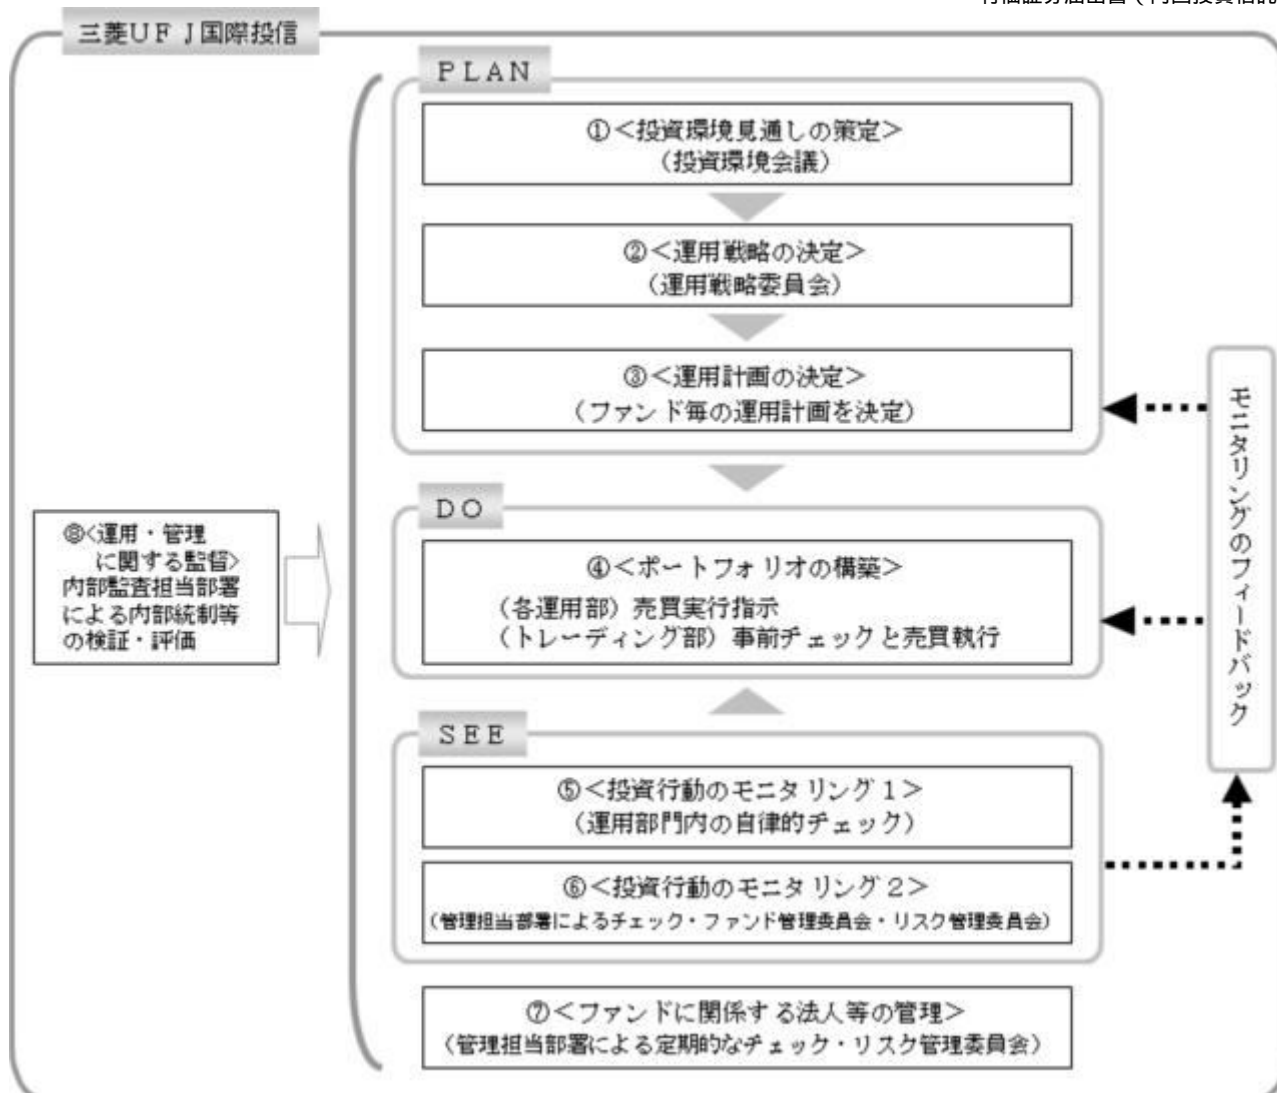 三菱UFJ国際投信
PLAN
①<投資環境見通しの策定>
(投資環境会議)
②<運用戦略の決定>
(運用戦略委員会)
③<運用計画の決定>
(ファンド毎の運用計画を決定)
DO
④<ポートフォリオの構築>
(各運用部)売買実行指示
(トレーディング部)事前チェックと売買執行
SEE
⑤<投資行動のモニタリング1>
(運用部門内の自律的チェック)
⑥<投資行動のモニタリング2>
(管理担当部署によるチェック・ファンド管理委員会・リスク管理委員会)
⑦<ファンドに関係する法人等の管理>
(管理担当部署による定期的なチェック・リスク管理委員会)
⑧<運用・管理
に関する監督>
内部監査担当部署
による内部統制等
の検証・評価
モニタリングのフィードバック